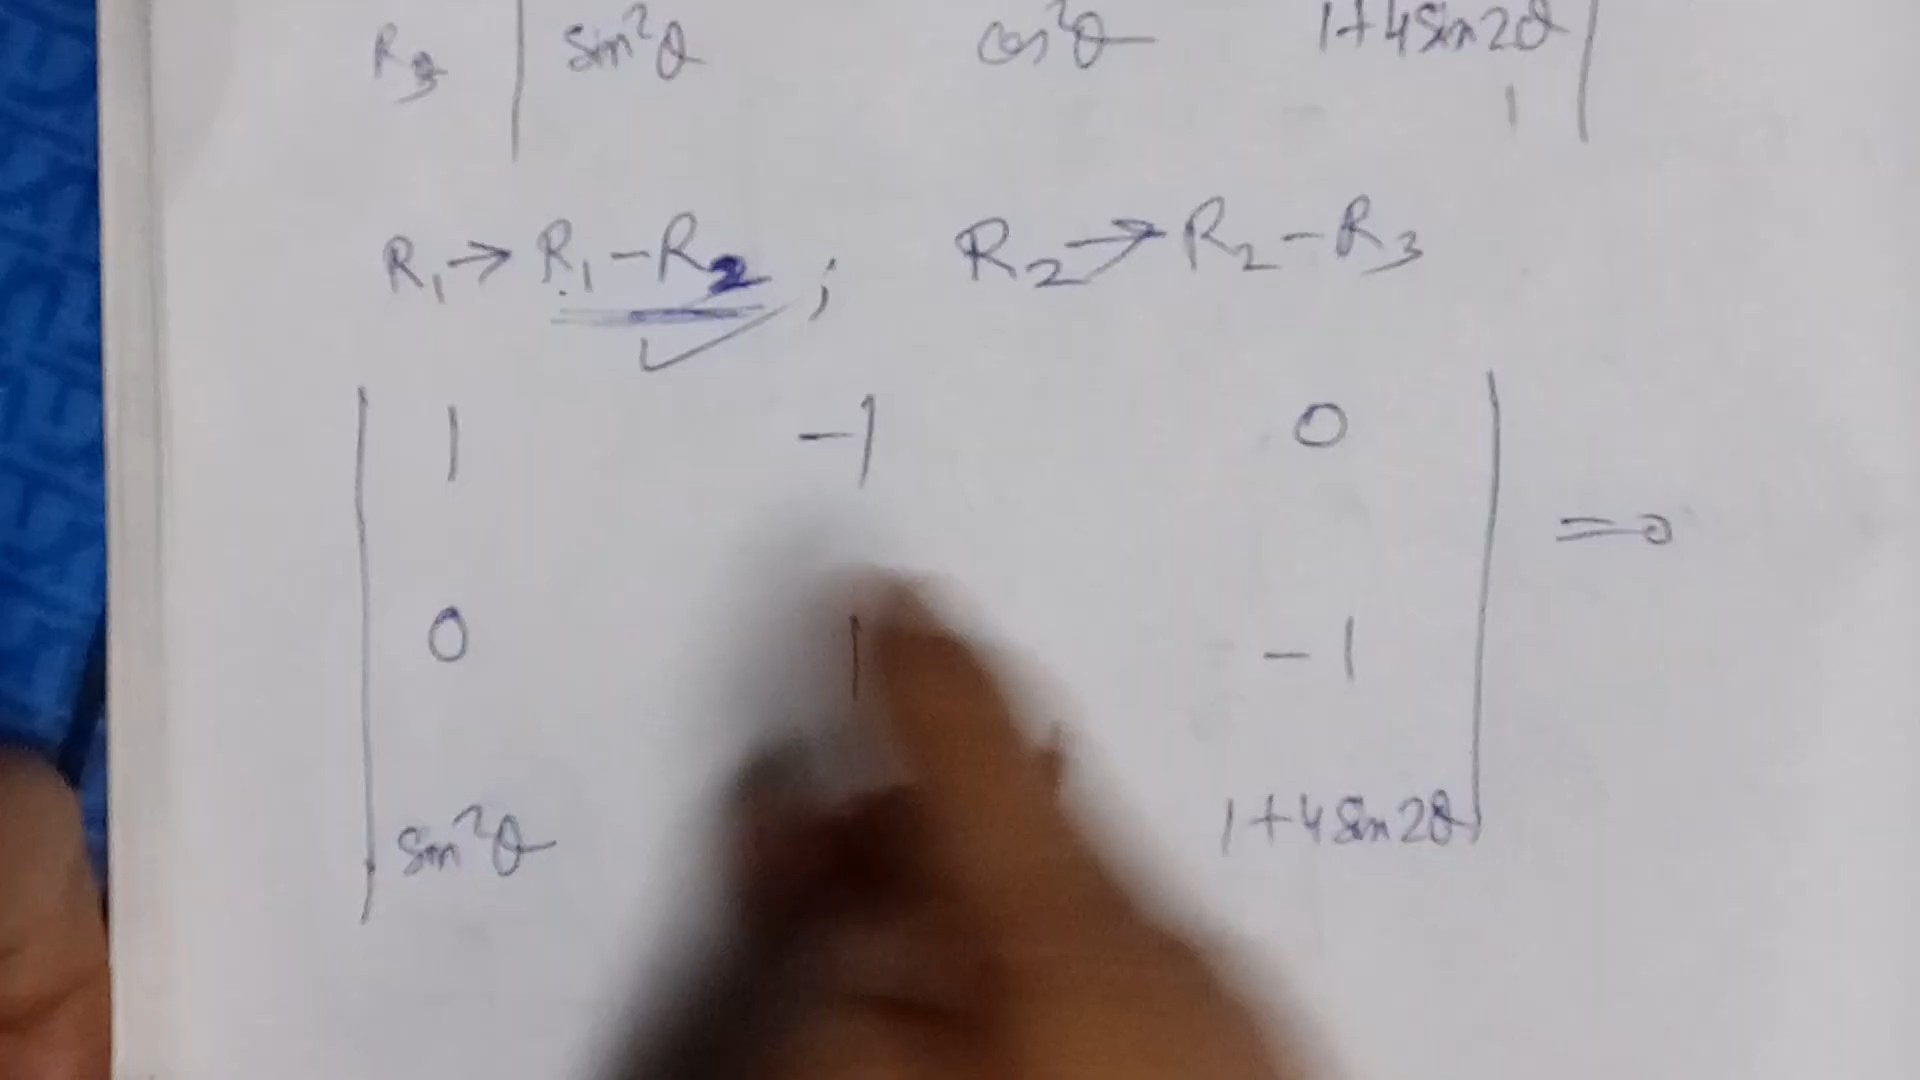 R3 | sin²θ cos²θ 1+4sin2θ |
R₁→R₁-R₂ ; R₂→R₂-R₃
| 1 -1 0 |
=0
0 1 -1
sin²θ 1+4sin2θ